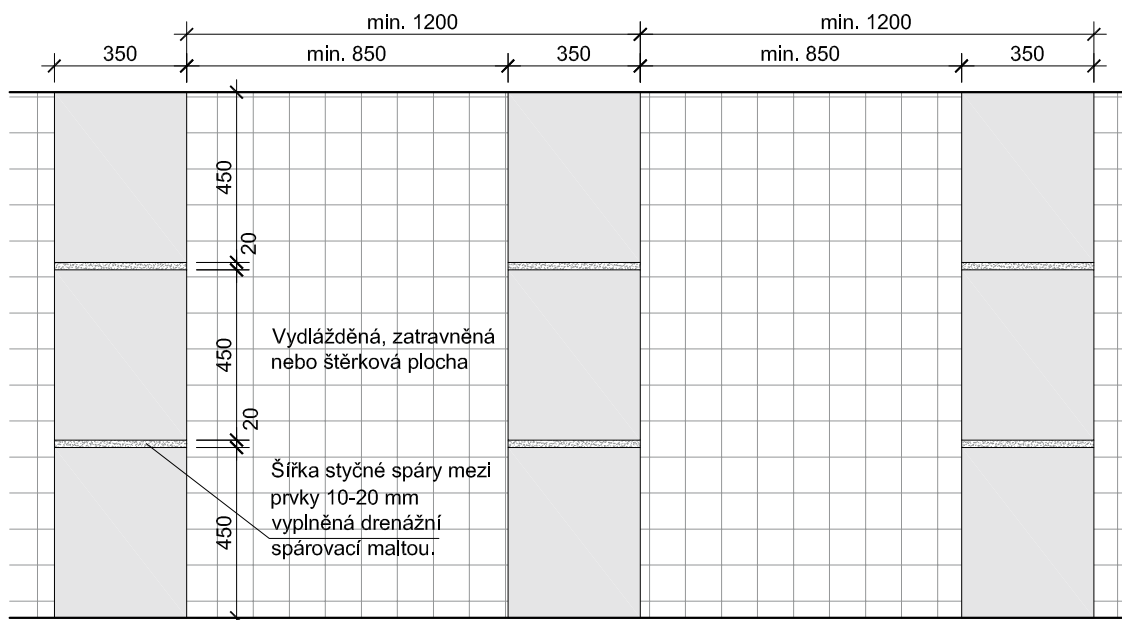 min. 1200
min. 1200
350
min. 850
350
min. 850
350
450
20
450
Vydlážděná, zatravněná
nebo štěrková plocha
20
450
Šířka styčné spáry mezi
prvky 10-20 mm
vyplněná drenážní
spárovací maltou.